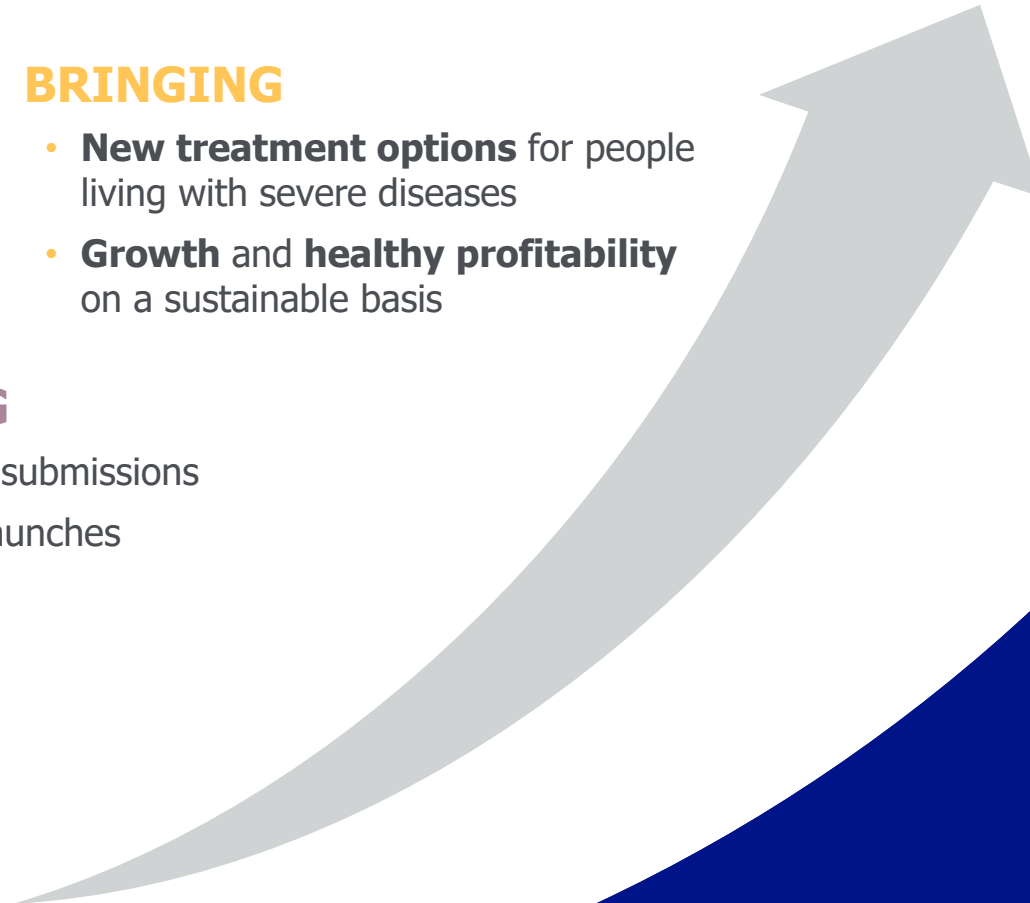 BRINGING
• New treatment options for people
living with severe diseases
• Growth and healthy profitability
on a sustainable basis
submissions